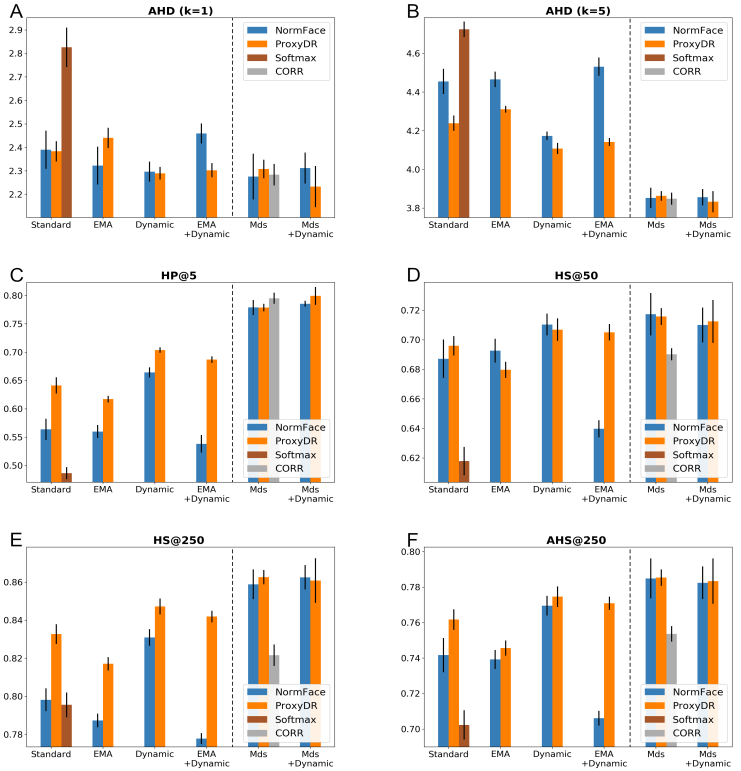 A
AHD (k=1)
2.9
2.8
2.7
2.6
2.5
2.4
2.3
2.2
NormFace
ProxyDR
Softmax
CORR
Standard EMA Dynamic EMA +Dynamic Mds Mds +Dynamic
B
AHD (k=5)
4.6
4.4
4.2
4.0
3.8
NormFace
ProxyDR
Softmax
CORR
Standard EMA Dynamic EMA +Dynamic Mds Mds +Dynamic
C
HP@5
0.80
0.75
0.70
0.65
0.60
0.55
0.50
NormFace
ProxyDR
Softmax
CORR
Standard EMA Dynamic EMA +Dynamic Mds Mds +Dynamic
D
HS@50
0.72
0.70
0.68
0.66
0.64
0.62
NormFace
ProxyDR
Softmax
CORR
Standard EMA Dynamic EMA +Dynamic Mds Mds +Dynamic
E
HS@250
0.86
0.84
0.82
0.80
0.78
NormFace
ProxyDR
Softmax
CORR
Standard EMA Dynamic EMA +Dynamic Mds Mds +Dynamic
F
AHS@250
0.80
0.78
0.76
0.74
0.72
0.70
NormFace
ProxyDR
Softmax
CORR
Standard EMA Dynamic EMA +Dynamic Mds Mds +Dynamic